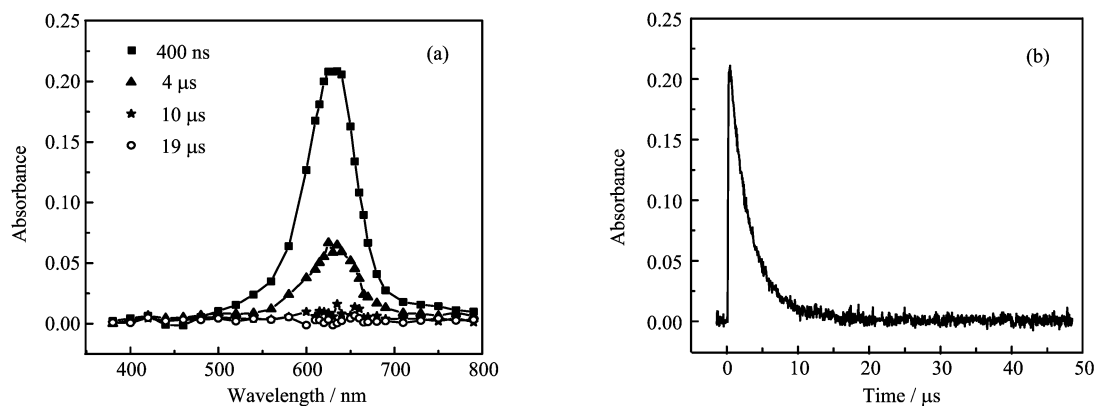 0.25
0.20
0.15
0.10
0.05
0.00
Absorbance
400 ns
4 μs
10 μs
19 μs
(a)
400 500 600 700 800
Wavelength / nm
0.25
0.20
0.15
0.10
0.05
0.00
Absorbance
(b)
0 10 20 30 40 50
Time / μs